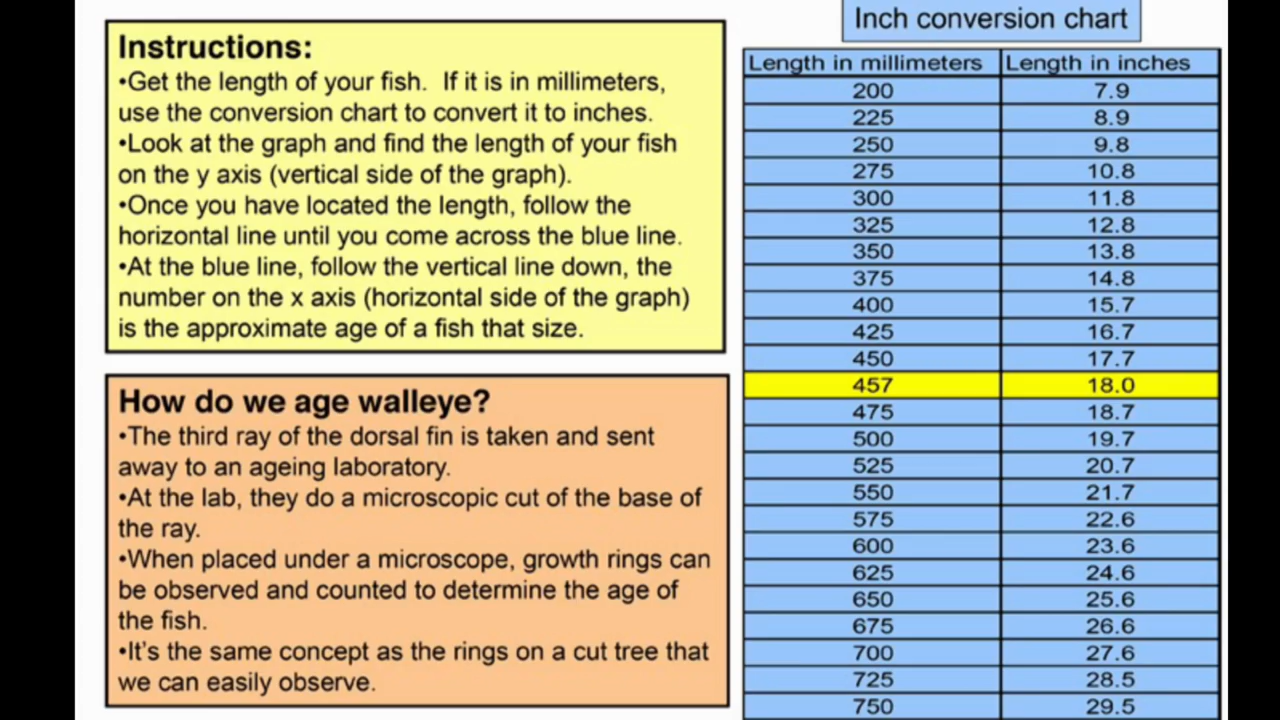 Instructions:
•Get the length of your fish.  If it is in millimeters,
use the conversion chart to convert it to inches.
•Look at the graph and find the length of your fish
on the y axis (vertical side of the graph).
•Once you have located the length, follow the
horizontal line until you come across the blue line.
•At the blue line, follow the vertical line down, the
number on the x axis (horizontal side of the graph)
is the approximate age of a fish that size.
How do we age walleye?
•The third ray of the dorsal fin is taken and sent
away to an ageing laboratory.
•At the lab, they do a microscopic cut of the base of
the ray.
•When placed under a microscope, growth rings can
be observed and counted to determine the age of
the fish.
•It's the same concept as the rings on a cut tree that
we can easily observe.
Inch conversion chart
Length in millimeters Length in inches
200 7.9
225 8.9
250 9.8
275 10.8
300 11.8
325 12.8
350 13.8
375 14.8
400 15.7
425 16.7
450 17.7
457 18.0
475 18.7
500 19.7
525 20.7
550 21.7
575 22.6
600 23.6
625 24.6
650 25.6
675 26.6
700 27.6
725 28.5
750 29.5